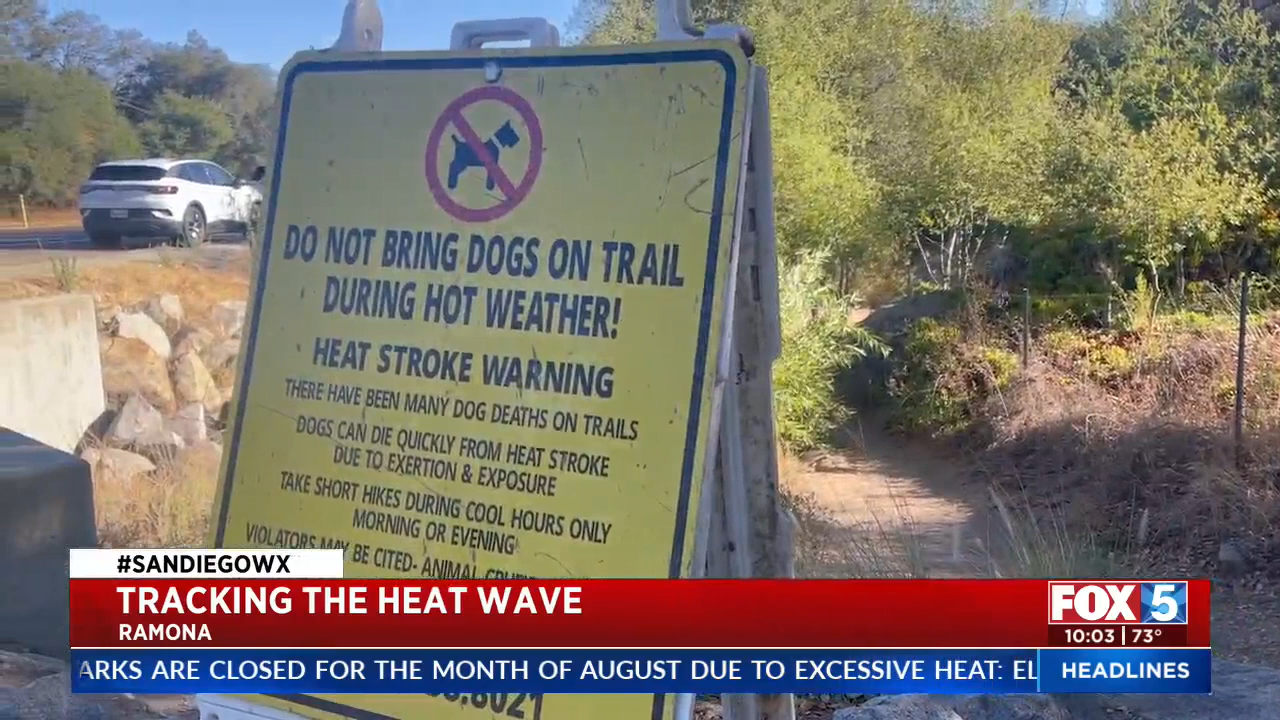 DO NOT BRING DOGS ON TRAIL
DURING HOT WEATHER!
HEAT STROKE WARNING
THERE HAVE BEEN MANY DOG DEATHS ON TRAILS
DOGS CAN DIE QUICKLY FROM HEAT STROKE
DUE TO EXERTION & EXPOSURE
TAKE SHORT HIKES DURING COOL HOURS ONLY
MORNING OR EVENING
VIOLATORS MAY BE CITED- ANIMAL
#SANDIEGOWX
TRACKING THE HEAT WAVE
RAMONA
FOX 5
10:03 | 73°
ARKS ARE CLOSED FOR THE MONTH OF AUGUST DUE TO EXCESSIVE HEAT: EL
HEADLINES